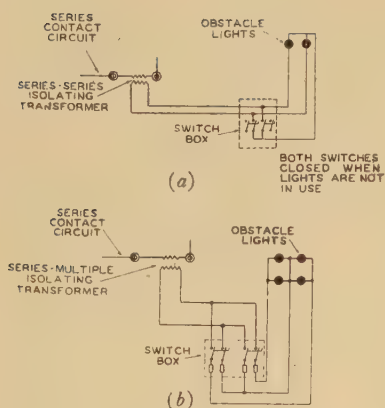 SERIES
CONTACT
CIRCUIT
OBSTACLE
LIGHTS
SERIES-SERIES
ISOLATING
TRANSFORMER
SWITCH
BOX
BOTH SWITCHES
CLOSED WHEN
LIGHTS ARE NOT
IN USE
(a)
SERIES
CONTACT
CIRCUIT
OBSTACLE
LIGHTS
SERIES-MULTIPLE
ISOLATING
TRANSFORMER
SWITCH
BOX
(b)